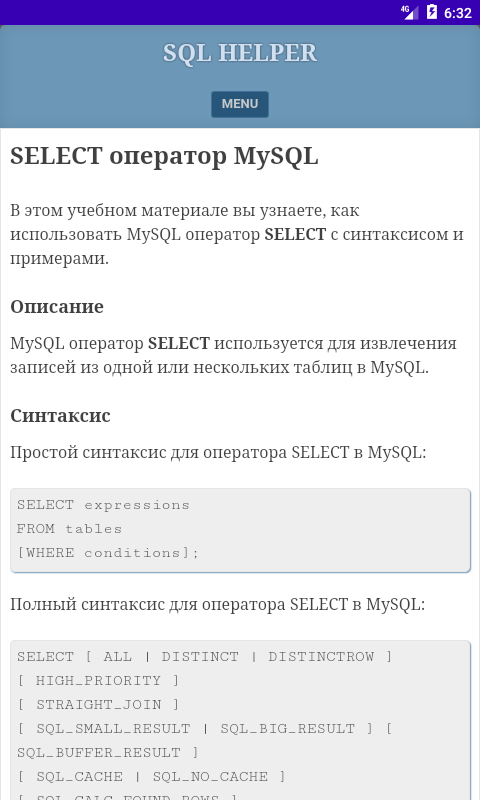 4G 6:32
SQL HELPER
MENU
SELECT оператор MySQL
В этом учебном материале вы узнаете, как
использовать MySQL оператор SELECT с синтаксисом и
примерами.
Описание
MySQL оператор SELECT используется для извлечения
записей из одной или нескольких таблиц в MySQL.
Синтаксис
Простой синтаксис для оператора SELECT в MySQL:
SELECT expressions
FROM tables
[WHERE conditions];
Полный синтаксис для оператора SELECT в MySQL:
SELECT [ ALL | DISTINCT | DISTINCTROW ]
[ HIGH_PRIORITY ]
[ STRAIGHT_JOIN ]
[ SQL_SMALL_RESULT | SQL_BIG_RESULT ] [
SQL_BUFFER_RESULT ]
[ SQL_CACHE | SQL_NO_CACHE ]
[ SQL_CALC_FOUND_ROWS ]